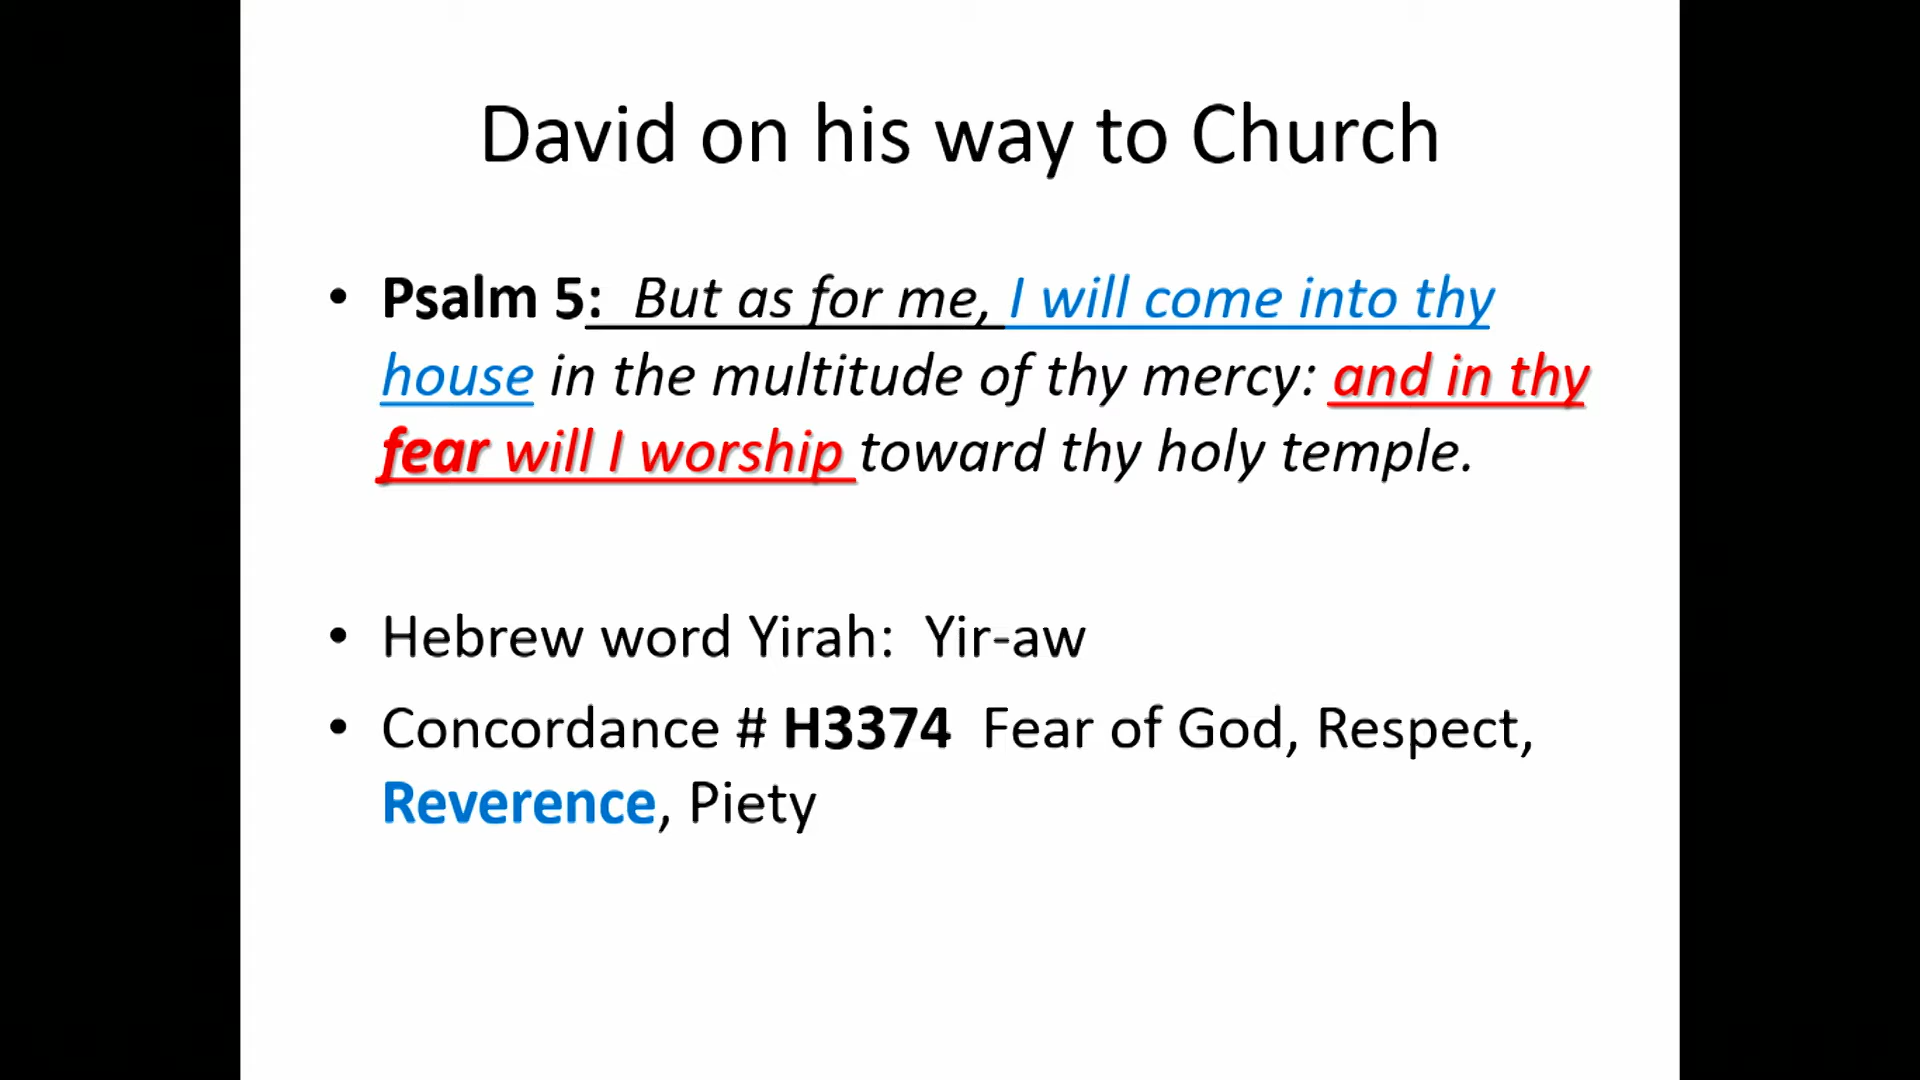 David on his way to Church
• Psalm 5:  But as for me, I will come into thy
house in the multitude of thy mercy: and in thy
fear will I worship toward thy holy temple.
• Hebrew word Yirah:  Yir-aw
• Concordance # H3374  Fear of God, Respect,
Reverence, Piety